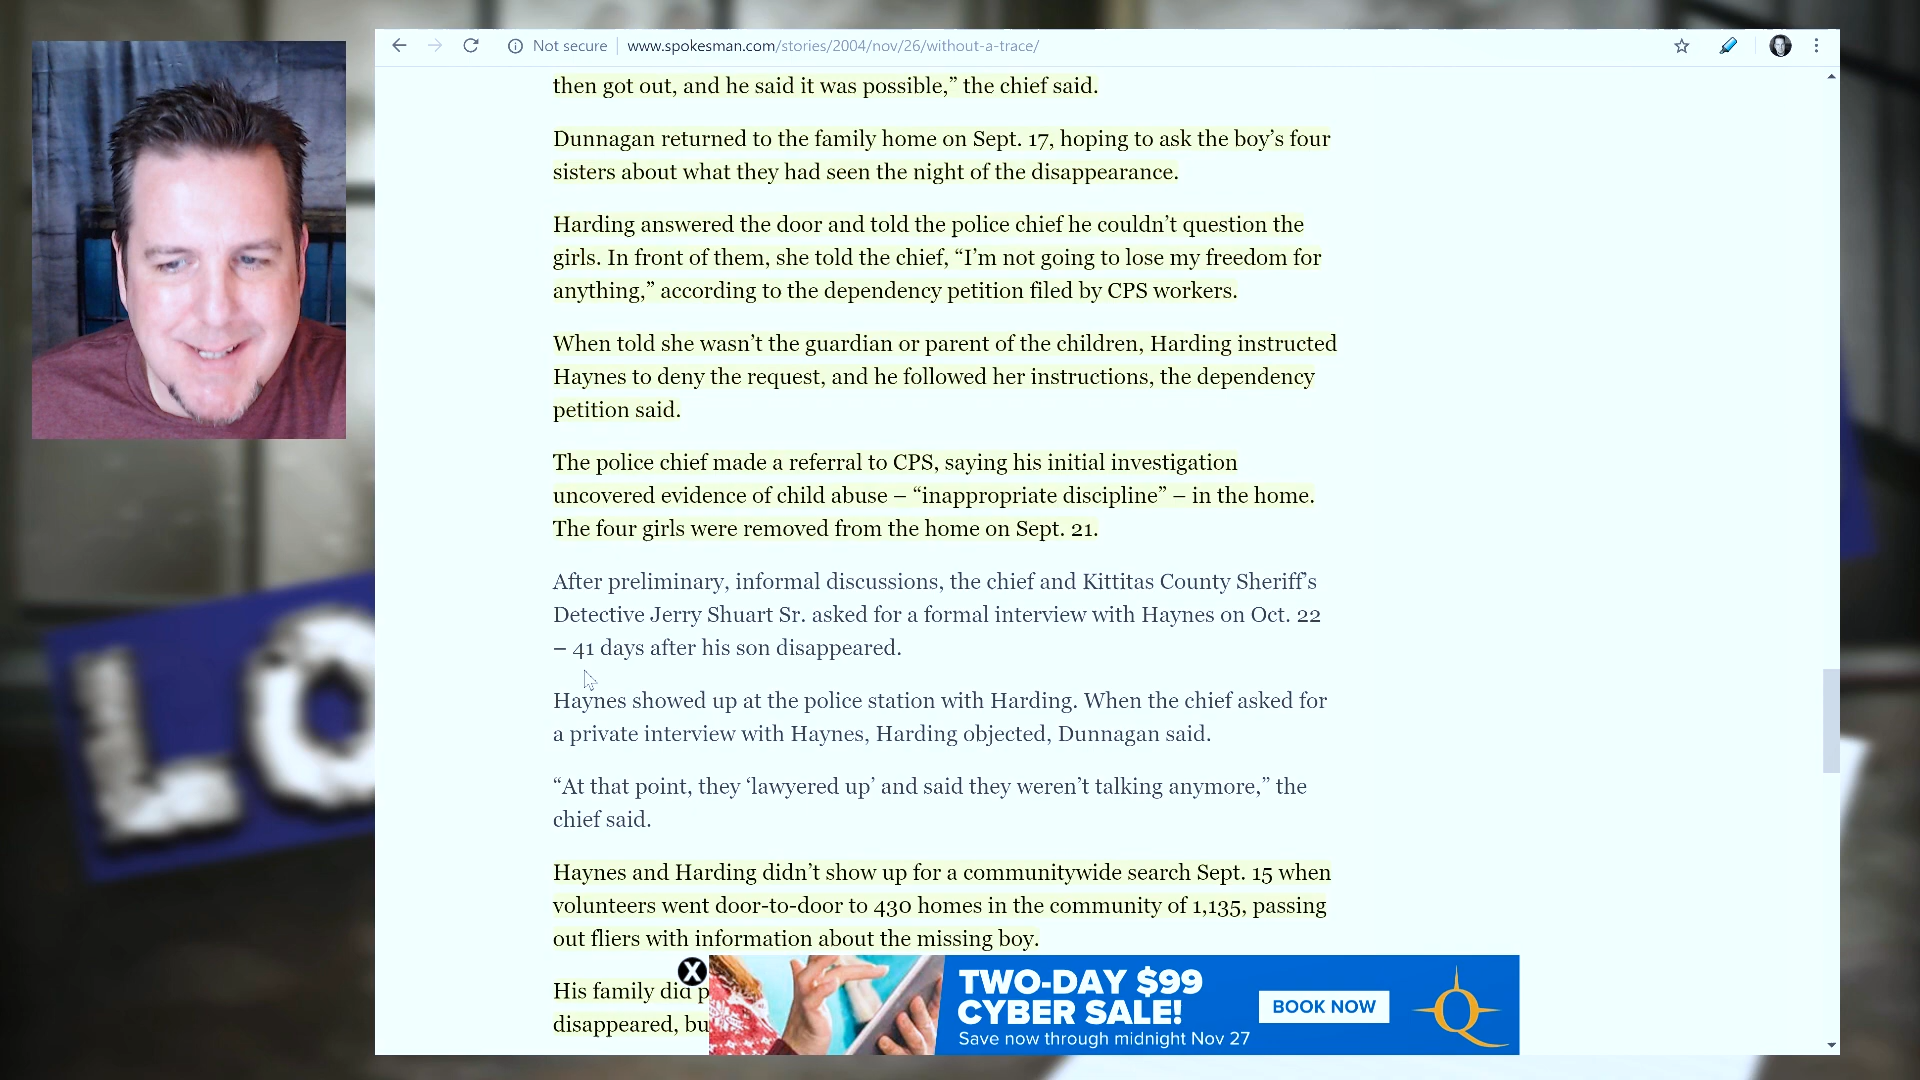 Not secure
www.spokesman.com/stories/2004/nov/26/without-a-trace/
then got out, and he said it was possible,” the chief said.
Dunnagan returned to the family home on Sept. 17, hoping to ask the boy’s four
sisters about what they had seen the night of the disappearance.
Harding answered the door and told the police chief he couldn’t question the
girls. In front of them, she told the chief, “I’m not going to lose my freedom for
anything,” according to the dependency petition filed by CPS workers.
When told she wasn’t the guardian or parent of the children, Harding instructed
Haynes to deny the request, and he followed her instructions, the dependency
petition said.
The police chief made a referral to CPS, saying his initial investigation
uncovered evidence of child abuse – “inappropriate discipline” – in the home.
The four girls were removed from the home on Sept. 21.
After preliminary, informal discussions, the chief and Kittitas County Sheriff’s
Detective Jerry Shuart Sr. asked for a formal interview with Haynes on Oct. 22
– 41 days after his son disappeared.
Haynes showed up at the police station with Harding. When the chief asked for
a private interview with Haynes, Harding objected, Dunnagan said.
“At that point, they ‘lawyered up’ and said they weren’t talking anymore,” the
chief said.
Haynes and Harding didn’t show up for a communitywide search Sept. 15 when
volunteers went door-to-door to 430 homes in the community of 1,135, passing
out fliers with information about the missing boy.
His family did p
disappeared, bu
X
TWO-DAY $99
CYBER SALE!
Save now through midnight Nov 27
BOOK NOW
Q
LO